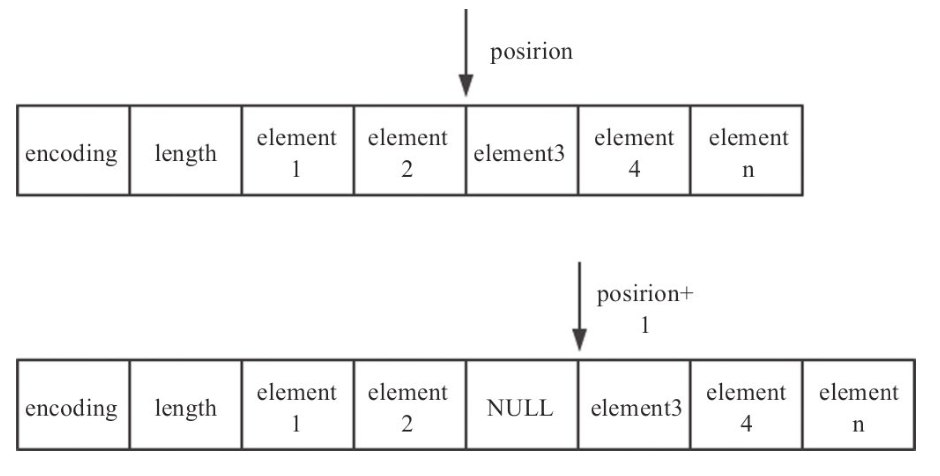 posirion
encoding length element element element3 element element
1 2 4 n
posirion+
1
encoding length element element NULL element3 element element
1 2 4 n